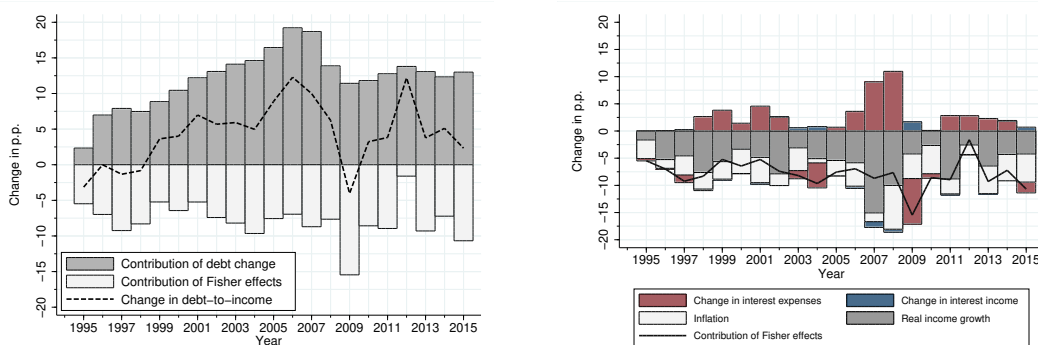 Change in p.p.
20
15
10
5
0
−5
−10
−15
−20
Contribution of debt change
Contribution of Fisher effects
Change in debt−to−income
1995 1997 1999 2001 2003 2005 2007 2009 2011 2013 2015
Year
Change in p.p.
20
15
10
5
0
−5
−10
−15
−20
1995 1997 1999 2001 2003 2005 2007 2009 2011 2013 2015
Year
Change in interest expenses
Change in interest income
Inflation
Real income growth
Contribution of Fisher effects